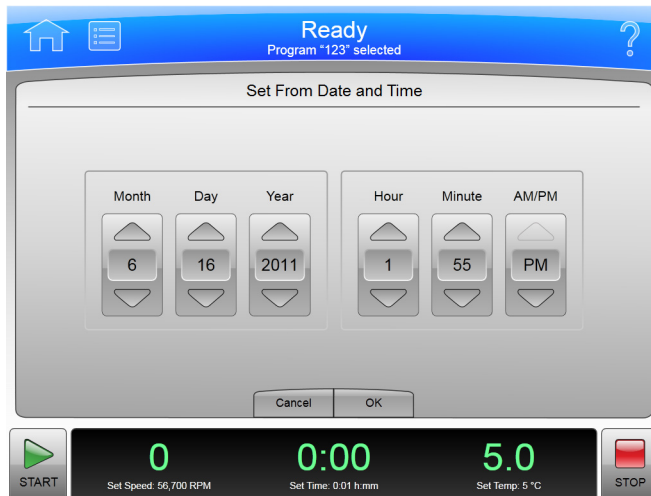 Ready
Program “123” selected
?
Set From Date and Time
Month Day Year Hour Minute AM/PM
6 16 2011 1 55 PM
Cancel OK
0 0:00 5.0
START Set Speed: 56,700 RPM Set Time: 0:01 h:mm Set Temp: 5 °C STOP